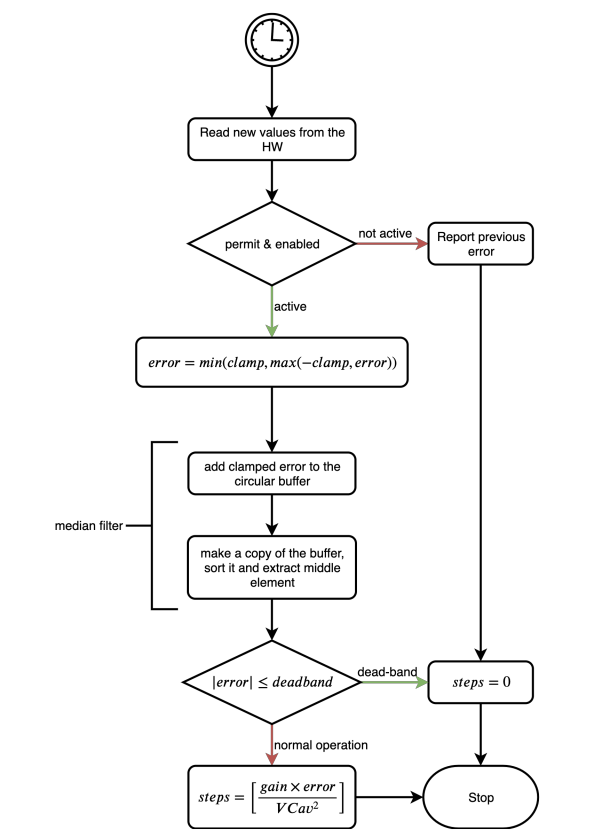 Read new values from the
HW
permit & enabled
not active
Report previous
error
active
error = min(clamp, max(−clamp, error))
add clamped error to the
circular buffer
median filter
make a copy of the buffer,
sort it and extract middle
element
|error| ≤ deadband
dead-band
steps = 0
normal operation
steps = [gain × error / VCav²]
Stop